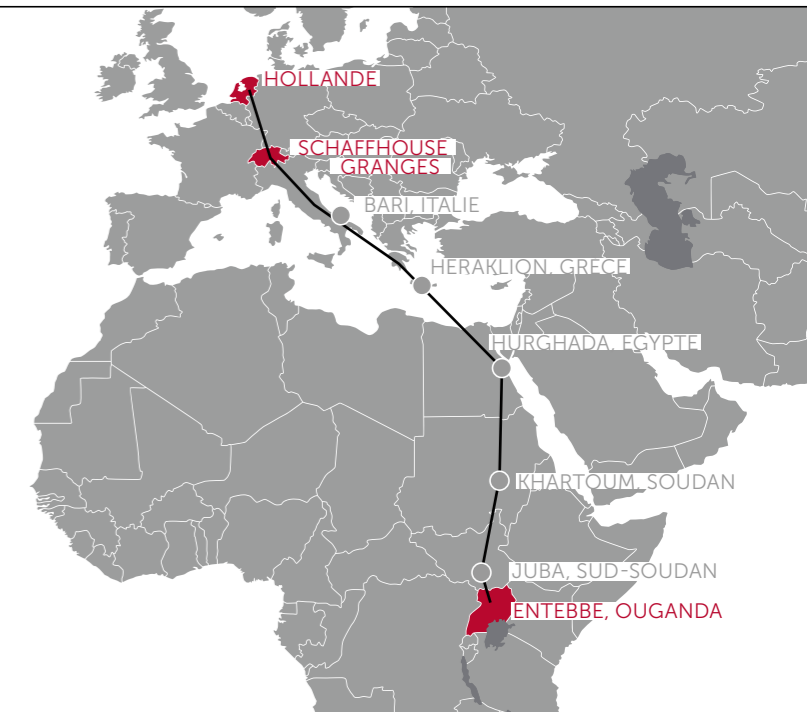 HOLLANDE
SCHAFFHOUSE
GRANGES
BARI, ITALIE
HERAKLION, GRECE
HURGHADA, EGYPTE
KHARTOUM, SOUDAN
JUBA, SUD-SOUDAN
ENTEBBE, OUGANDA